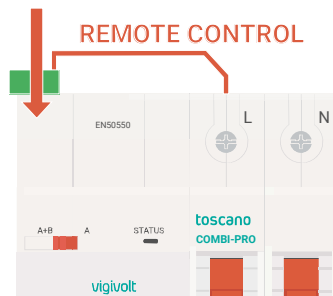 REMOTE CONTROL
EN50550
L
N
A+B
A
STATUS
toscano
COMBI-PRO
vigivolt